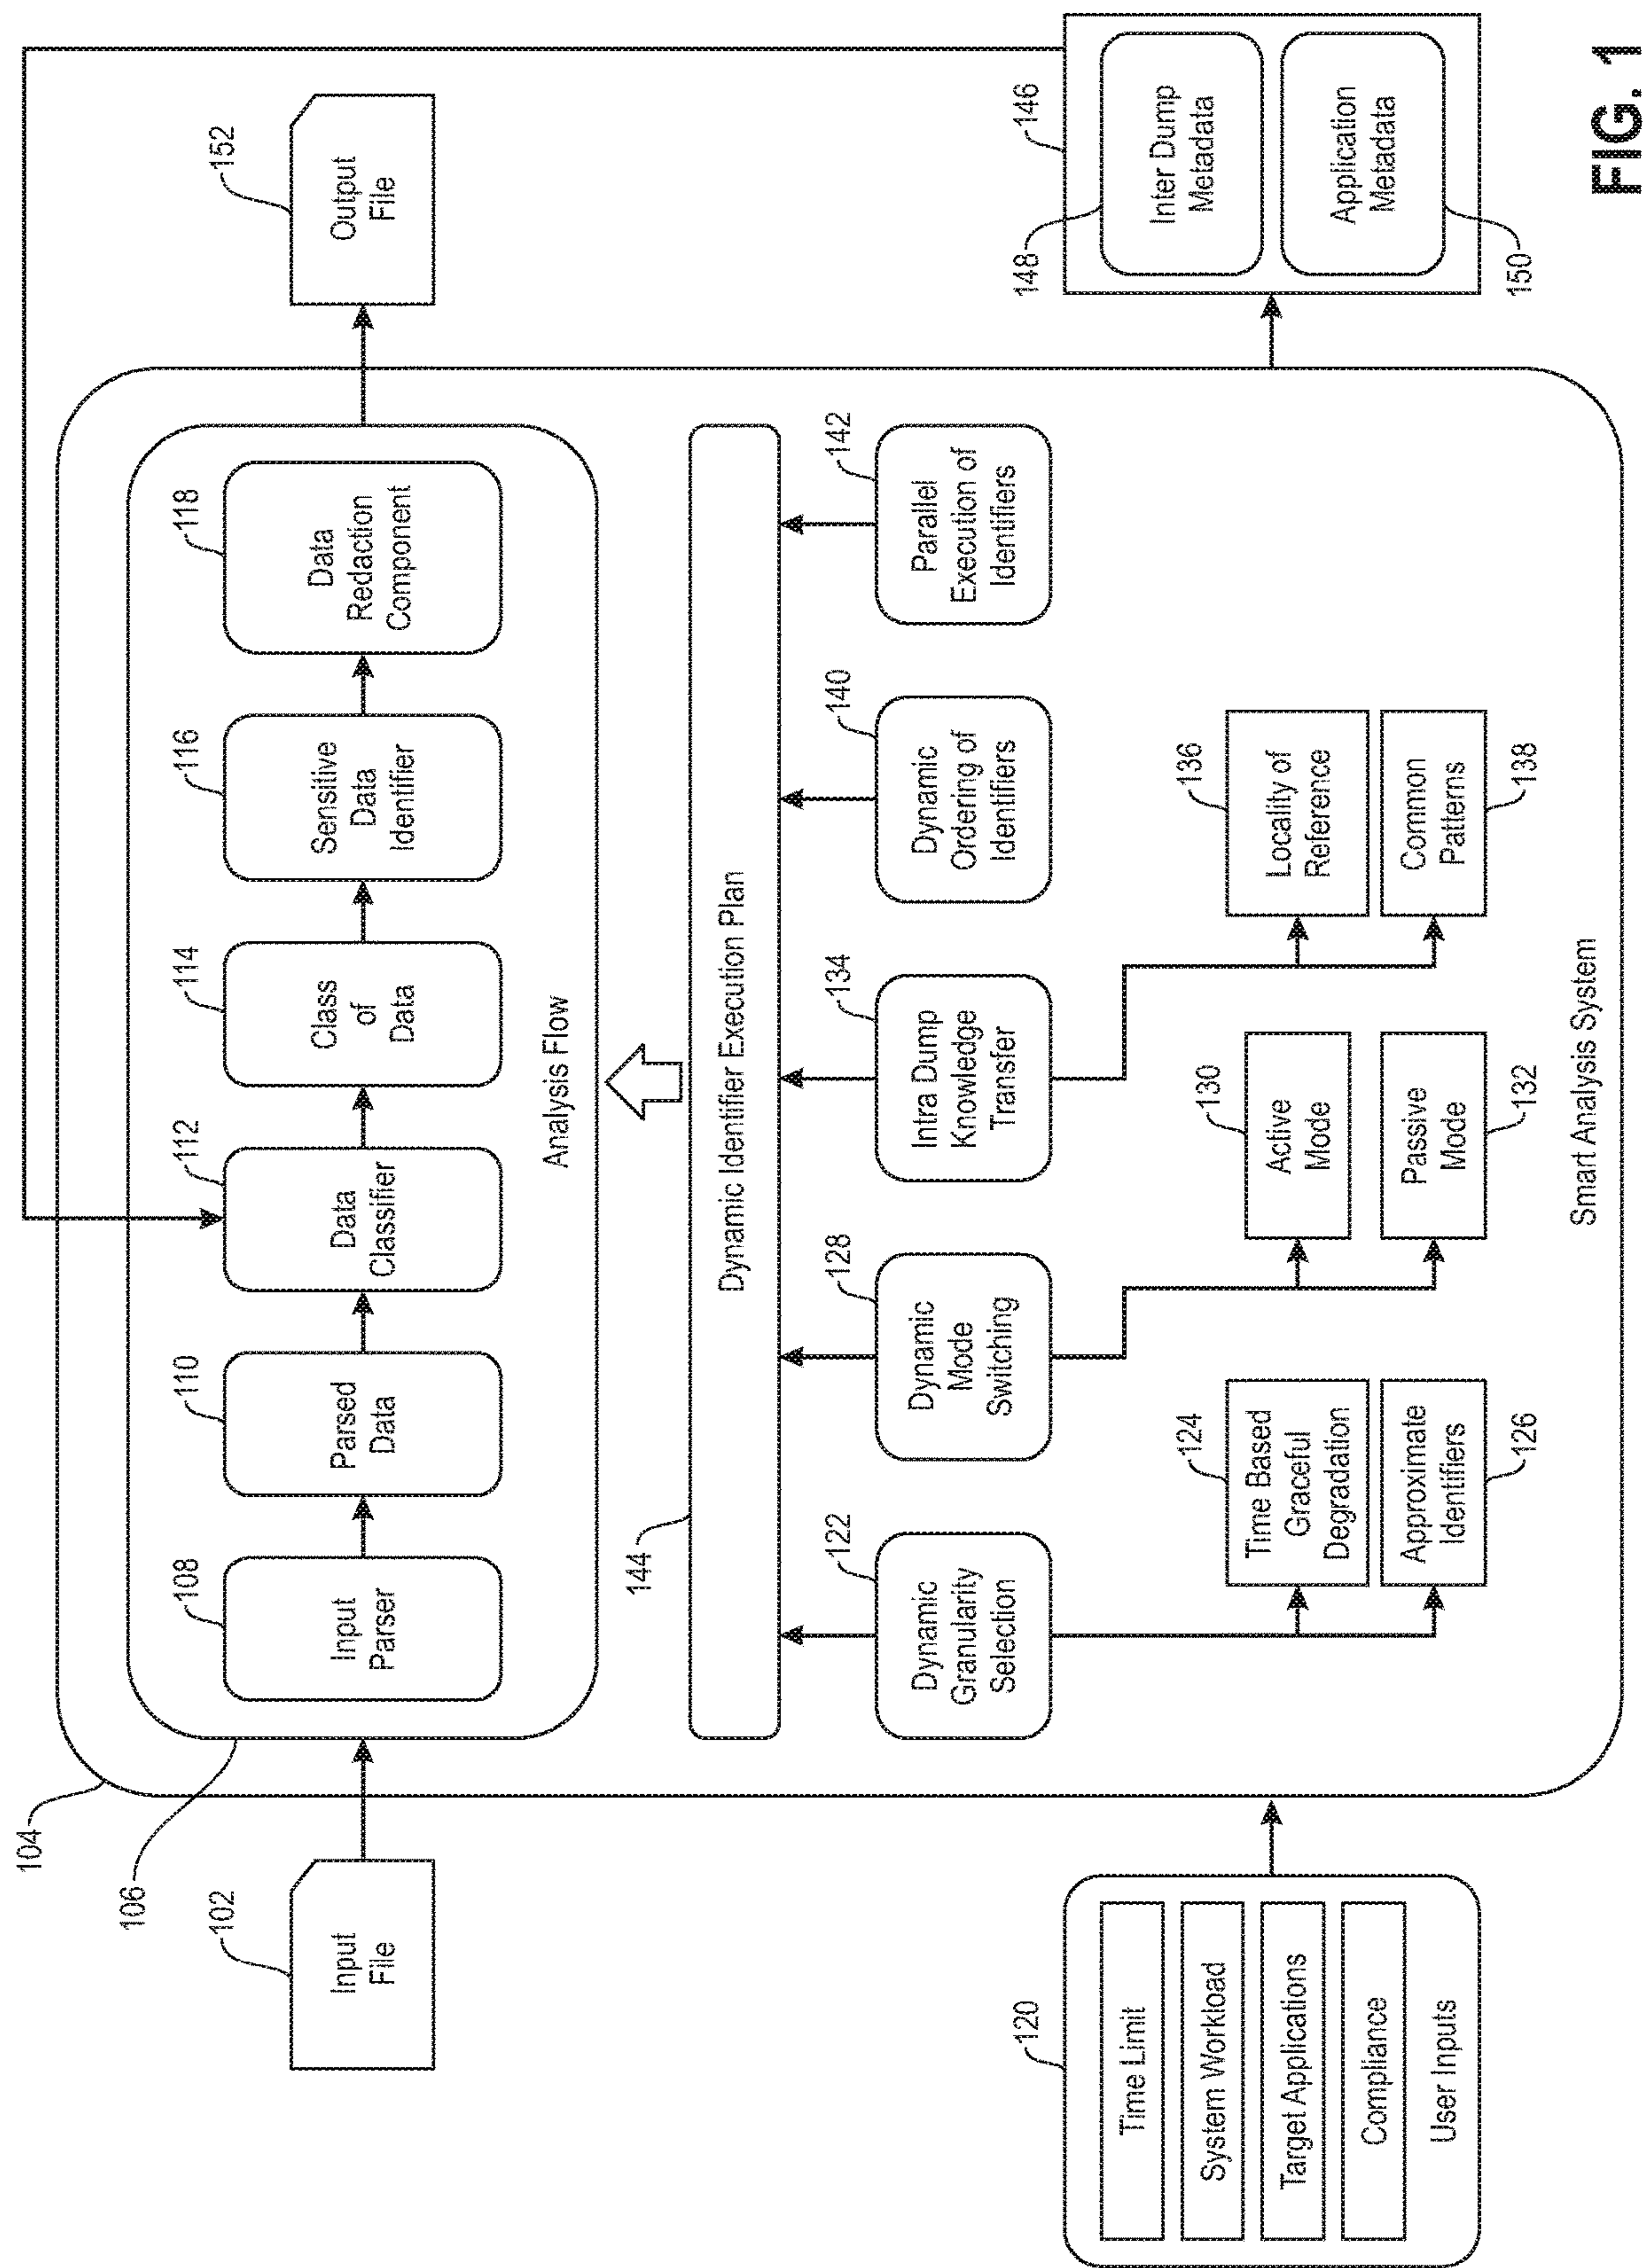 104
106
102
Input
File
108
Input
Parser
110
Parsed
Data
112
Data
Classifier
114
Class
of
Data
116
Sensitive
Data
Identifier
118
Data
Redaction
Component
Analysis Flow
152
Output
File
144
Dynamic Identifier Execution Plan
122
Dynamic
Granularity
Selection
128
Dynamic
Mode
Switching
134
Intra Dump
Knowledge
Transfer
140
Dynamic
Ordering of
Identifiers
142
Parallel
Execution of
Identifiers
124
Time Based
Graceful
Degradation
Approximate
Identifiers
126
130
Active
Mode
Passive
Mode
132
136
Locality of
Reference
Common
Patterns
138
Smart Analysis System
120
Time Limit
System Workload
Target Applications
Compliance
User Inputs
146
148
Inter Dump
Metadata
Application
Metadata
150
FIG. 1